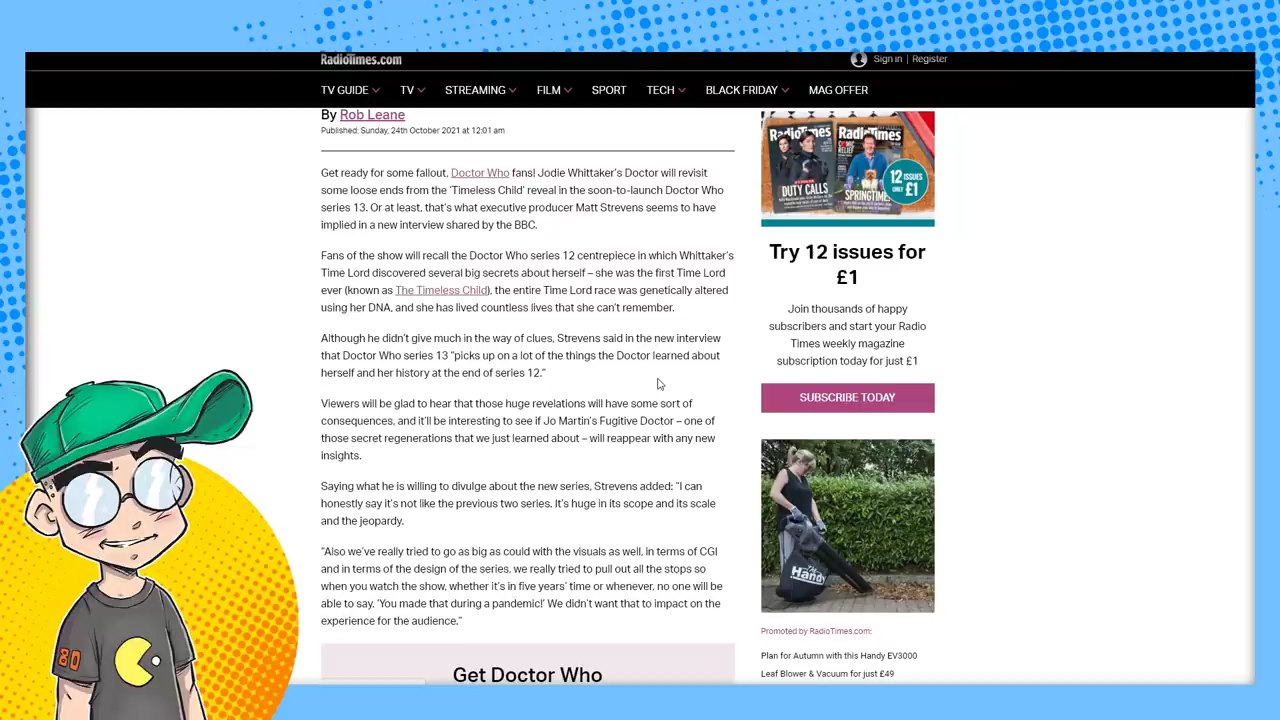 RadioTimes.com
Sign in | Register
TV GUIDE TV STREAMING FILM SPORT TECH BLACK FRIDAY MAG OFFER
By Rob Leane
Published: Sunday, 24th October 2021 at 12:01 am
Get ready for some fallout, Doctor Who fans! Jodie Whittaker's Doctor will revisit
some loose ends from the 'Timeless Child' reveal in the soon-to-launch Doctor Who
series 13. Or at least, that's what executive producer Matt Strevens seems to have
implied in a new interview shared by the BBC.
Fans of the show will recall the Doctor Who series 12 centrepiece in which Whittaker's
Time Lord discovered several big secrets about herself – she was the first Time Lord
ever (known as The Timeless Child), the entire Time Lord race was genetically altered
using her DNA, and she has lived countless lives that she can't remember.
Although he didn't give much in the way of clues, Strevens said in the new interview
that Doctor Who series 13 "picks up on a lot of the things the Doctor learned about
herself and her history at the end of series 12."
Viewers will be glad to hear that those huge revelations will have some sort of
consequences, and it'll be interesting to see if Jo Martin's Fugitive Doctor – one of
those secret regenerations that we just learned about – will reappear with any new
insights.
Saying what he is willing to divulge about the new series, Strevens added: "I can
honestly say it's not like the previous two series. It's huge in its scope and its scale
and the jeopardy.
"Also we've really tried to go as big as could with the visuals as well, in terms of CGI
and in terms of the design of the series, we really tried to pull out all the stops so
when you watch the show, whether it's in five years' time or whenever, no one will be
able to say, 'You made that during a pandemic!' We didn't want that to impact on the
experience for the audience."
Get Doctor Who
RadioTimes RadioTimes
DUTY CALLS
COMIC
RELIEF
SPRINGTIME
12
ISSUES
ONLY £1
Try 12 issues for
£1
Join thousands of happy
subscribers and start your Radio
Times weekly magazine
subscription today for just £1
SUBSCRIBE TODAY
The
Handy
Promoted by RadioTimes.com:
Plan for Autumn with this Handy EV3000
Leaf Blower & Vacuum for just £49
80